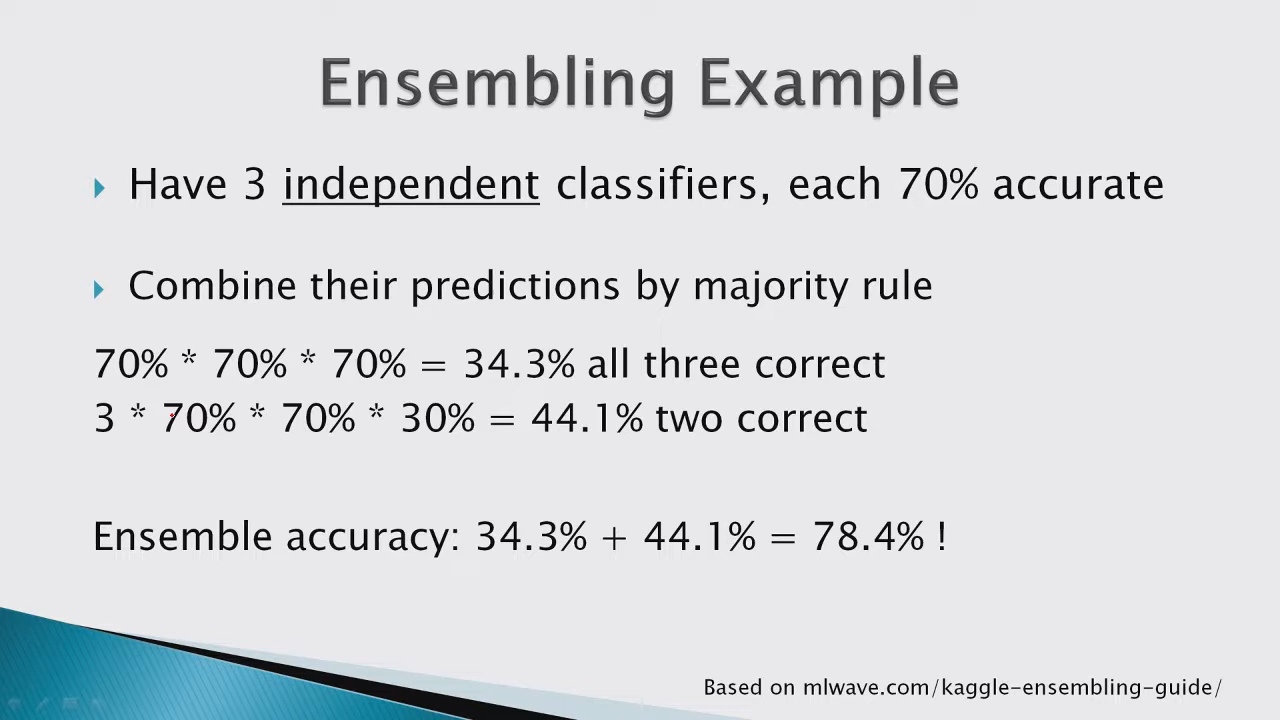 Ensembling Example
Have 3 independent classifiers, each 70% accurate
Combine their predictions by majority rule
70% * 70% * 70% = 34.3% all three correct
3 * 70% * 70% * 30% = 44.1% two correct
Ensemble accuracy: 34.3% + 44.1% = 78.4% !
Based on mlwave.com/kaggle-ensembling-guide/